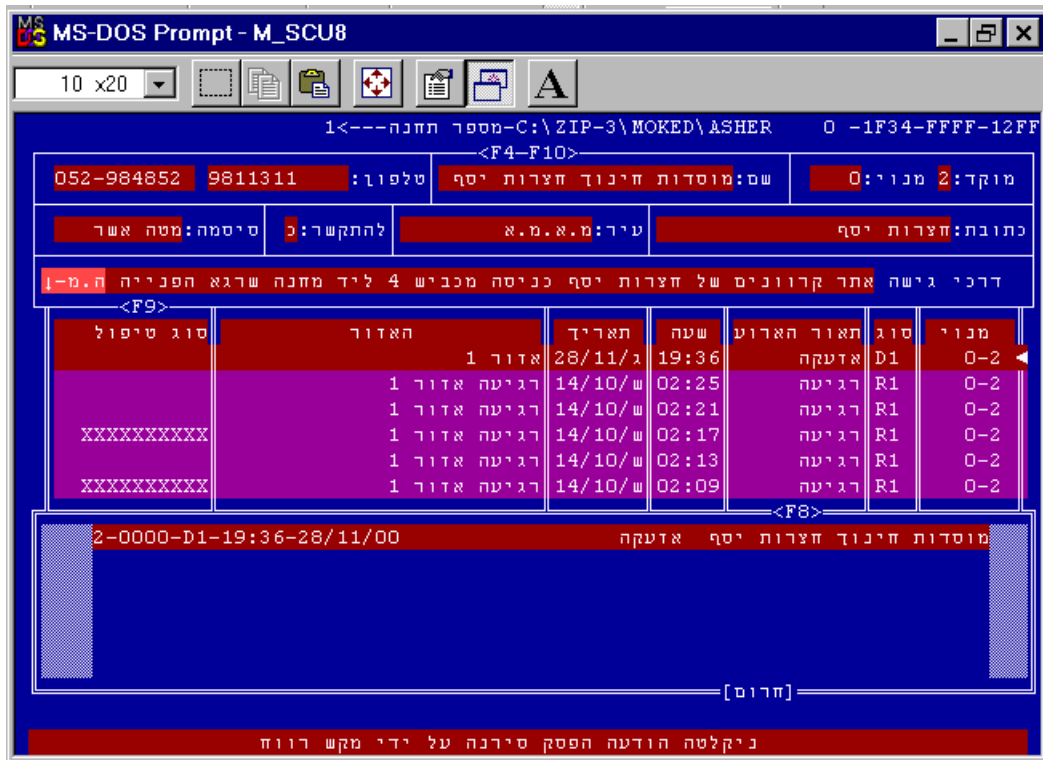 MS-DOS Prompt - M_SCU8
10 x20
1<---מספר תחנה-C:\ZIP-3\MOKED\ASHER 0 -1F34-FFFF-12FF
<F4-F10>
מוקד:2 מנוי:0 שם:מוסדות חינוך חצרות יסף טלפון: 9811311 052-984852
כתובת:חצרות יסף עיר:מ.א.מ.א להתקשר:כ סיסמה:מטה אשר
דרכי גישה אתר קרוונים של חצרות יסף כניסה מכביש 4 ליד מחנה שרגא הפנייה ה.מ-↓
<F9>
מנוי סוג תאור הארוע שעה תאריך האזור סוג טיפול
0-2 D1 אזעקה 19:36 ג/28/11 אזור 1
0-2 R1 רגיעה 02:25 ש/14/10 רגיעה אזור 1
0-2 R1 רגיעה 02:21 ש/14/10 רגיעה אזור 1
0-2 R1 רגיעה 02:17 ש/14/10 רגיעה אזור 1 XXXXXXXXXX
0-2 R1 רגיעה 02:13 ש/14/10 רגיעה אזור 1
0-2 R1 רגיעה 02:09 ש/14/10 רגיעה אזור 1 XXXXXXXXXX
<F8>
מוסדות חינוך חצרות יסף אזעקה 2-0000-D1-19:36-28/11/00
[חרום]
ניקלטה הודעה הפסק סירנה על ידי מקש רווח